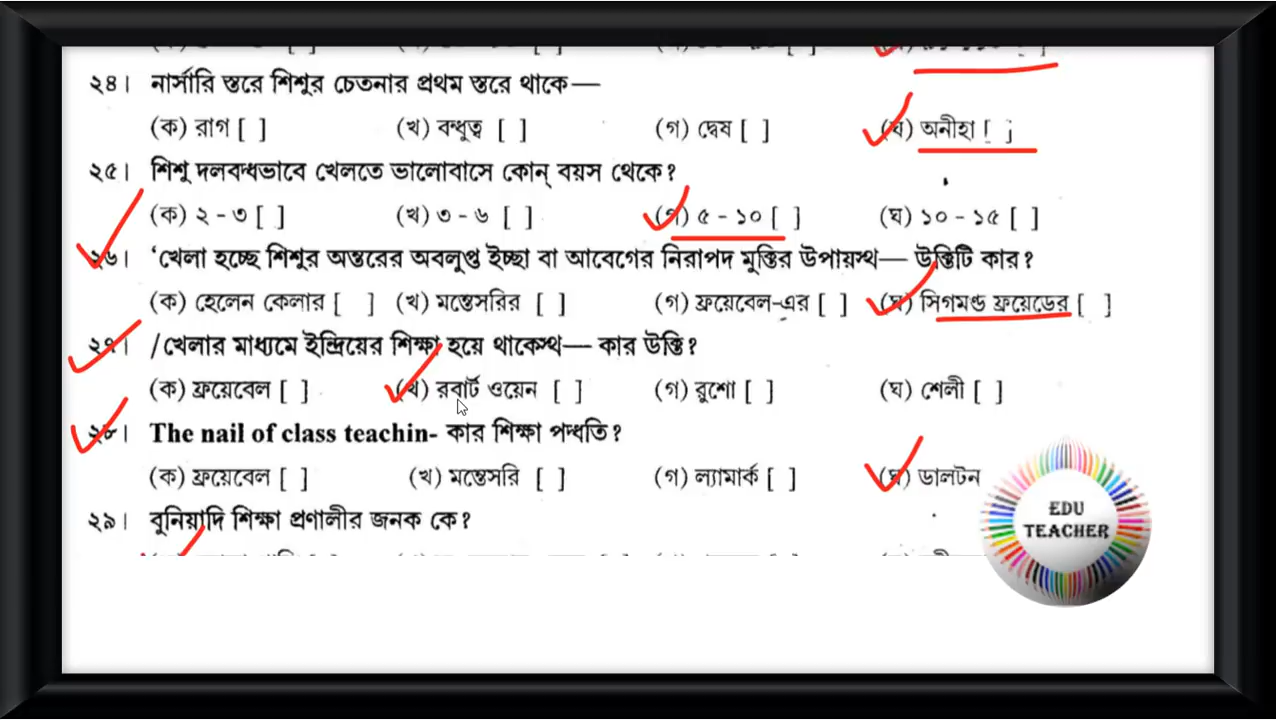 ২৪। নার্সারি স্তরে শিশুর চেতনার প্রথম স্তরে থাকে—
(ক) রাগ [ ] (খ) বন্ধুত্ব [ ] (গ) দ্বেষ [ ] (ঘ) অনীহা [ ]
২৫। শিশু দলবদ্ধভাবে খেলতে ভালোবাসে কোন্ বয়স থেকে?
(ক) ২ - ৩ [ ] (খ) ৩ - ৬ [ ] (গ) ৫ - ১০ [ ] (ঘ) ১০ - ১৫ [ ]
২৬। ‘খেলা হচ্ছে শিশুর অন্তরের অবলুপ্ত ইচ্ছা বা আবেগের নিরাপদ মুক্তির উপায়স্থ— উক্তিটি কার?
(ক) হেলেন কেলার [ ] (খ) মন্তেসরির [ ] (গ) ফ্রয়েবেল-এর [ ] (ঘ) সিগমণ্ড ফ্রয়েডের [ ]
২৭। /খেলার মাধ্যমে ইন্দ্রিয়ের শিক্ষা হয়ে থাকেস্থ— কার উক্তি?
(ক) ফ্রয়েবেল [ ] (খ) রবার্ট ওয়েন [ ] (গ) রুশো [ ] (ঘ) শেলী [ ]
২৮। The nail of class teachin- কার শিক্ষা পদ্ধতি?
(ক) ফ্রয়েবেল [ ] (খ) মন্তেসরি [ ] (গ) ল্যামার্ক [ ] (ঘ) ডালটন
২৯। বুনিয়াদি শিক্ষা প্রণালীর জনক কে?
EDU
TEACHER